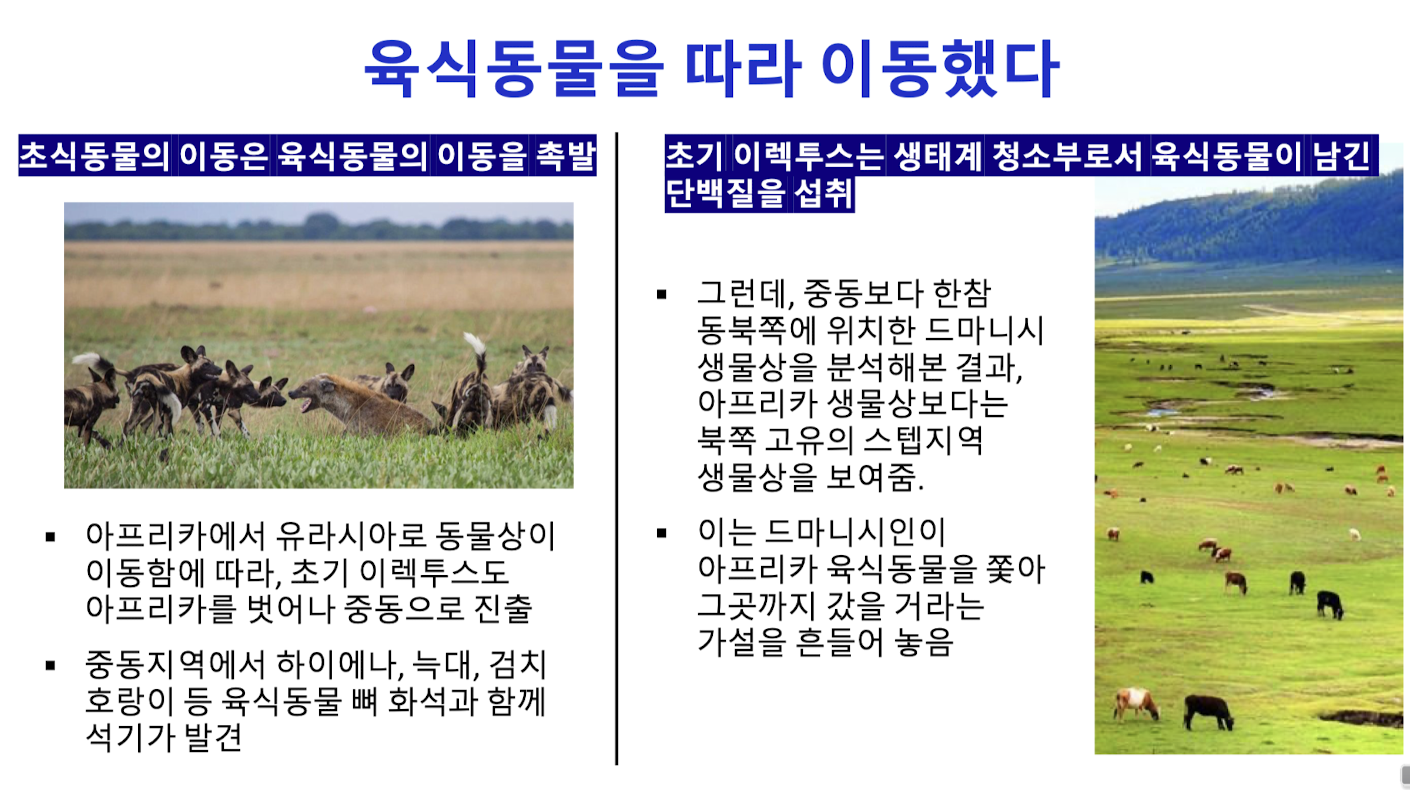 육식동물을 따라 이동했다
초식동물의 이동은 육식동물의 이동을 촉발
▪ 아프리카에서 유라시아로 동물상이
이동함에 따라, 초기 이렉투스도
아프리카를 벗어나 중동으로 진출
▪ 중동지역에서 하이에나, 늑대, 검치
호랑이 등 육식동물 뼈 화석과 함께
석기가 발견
초기 이렉투스는 생태계 청소부로서 육식동물이 남긴
단백질을 섭취
▪ 그런데, 중동보다 한참
동북쪽에 위치한 드마니시
생물상을 분석해본 결과,
아프리카 생물상보다는
북쪽 고유의 스텝지역
생물상을 보여줌.
▪ 이는 드마니시인이
아프리카 육식동물을 쫓아
그곳까지 갔을 거라는
가설을 흔들어 놓음